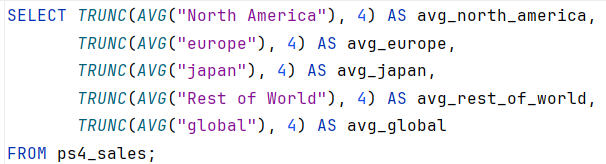 SELECT TRUNC(AVG("North America"), 4) AS avg_north_america,
TRUNC(AVG("europe"), 4) AS avg_europe,
TRUNC(AVG("japan"), 4) AS avg_japan,
TRUNC(AVG("Rest of World"), 4) AS avg_rest_of_world,
TRUNC(AVG("global"), 4) AS avg_global
FROM ps4_sales;